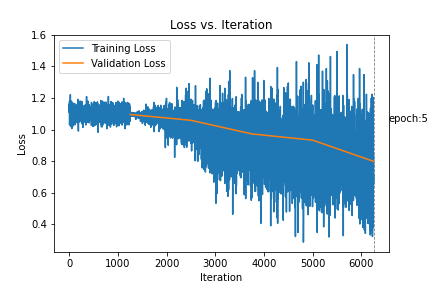 Loss vs. Iteration
1.6
1.4
1.2
1.0
0.8
0.6
0.4
Loss
Training Loss
Validation Loss
epoch:5
0
1000
2000
3000
4000
5000
6000
Iteration